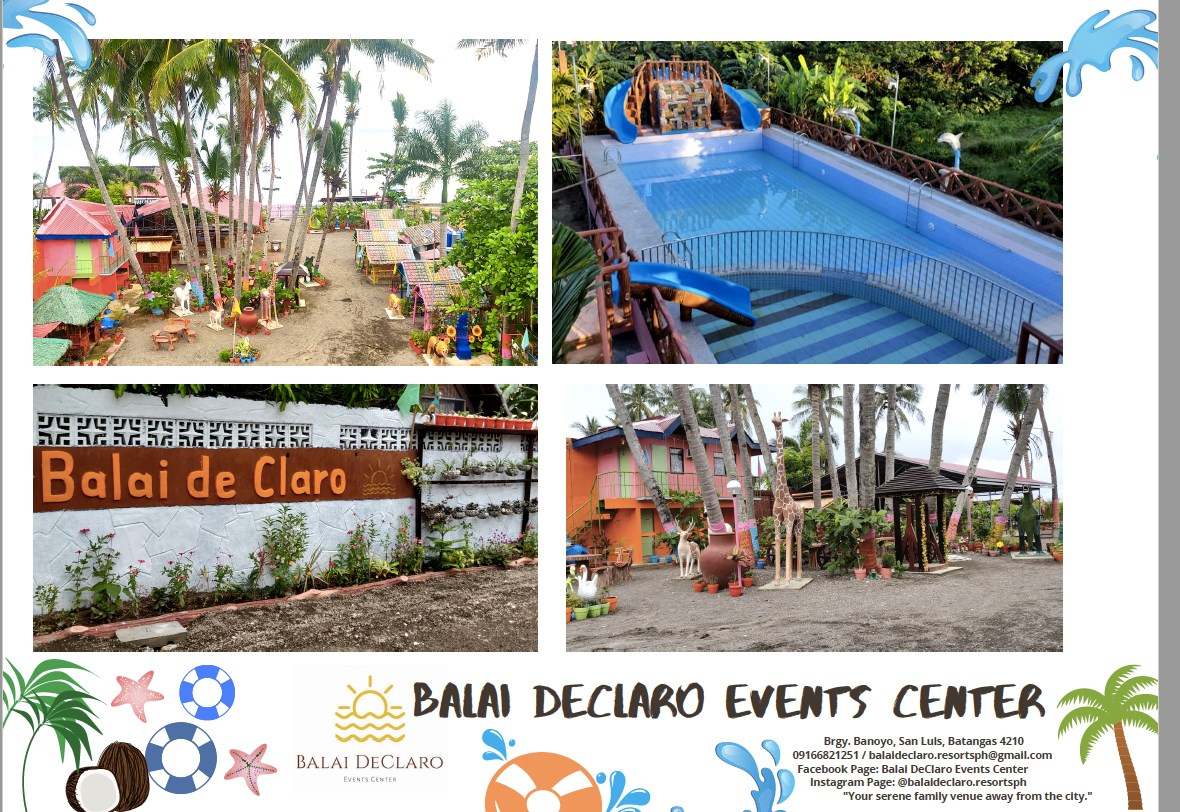 Balai de Claro
BALAI DECLARO EVENTS CENTER
BALAI DECLARO
EVENTS CENTER
Brgy. Banoyo, San Luis, Batangas 4210
09166821251 / balaideclaro.resortsph@gmail.com
Facebook Page: Balai DeClaro Events Center
Instagram Page: @balaideclaro.resortsph
"Your serene family venue away from the city."